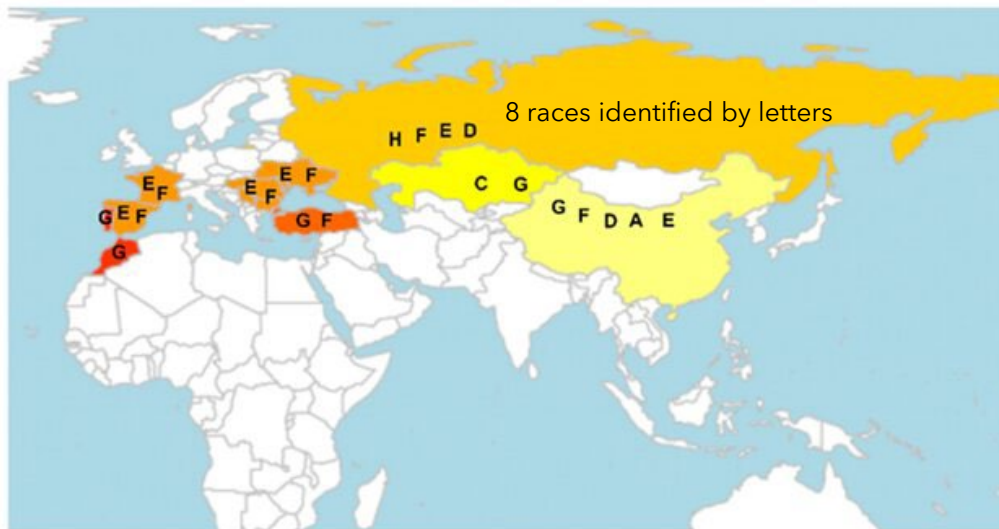 8 races identified by letters
H F E D
E F
E F
E F
C G
G E F
G F
G F D A E
G